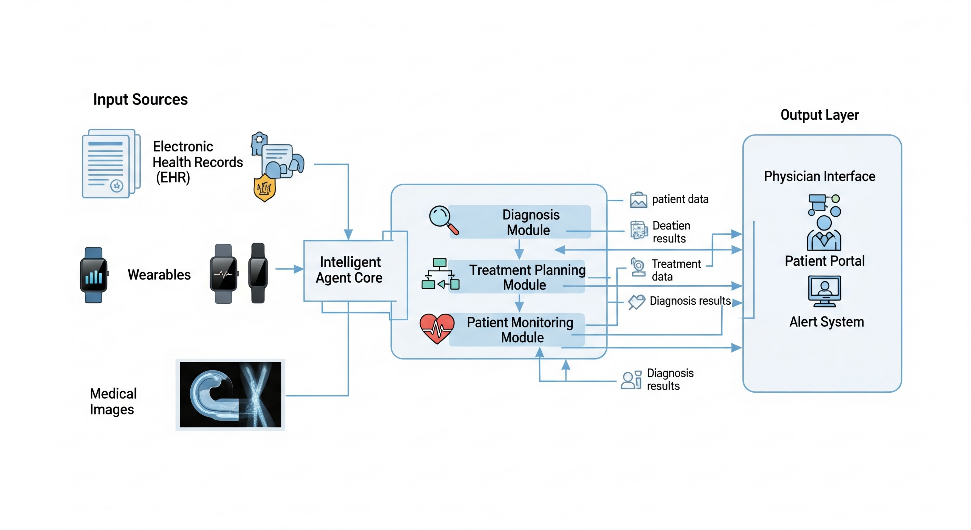 Input Sources
Electronic
Health Records
(EHR)
Wearables
Medical
Images
Intelligent
Agent Core
Diagnosis
Module
Treatment Planning
Module
Patient Monitoring
Module
patient data
results
Treatment
data
Diagnosis results
Diagnosis
results
Output Layer
Physician Interface
Patient Portal
Alert System